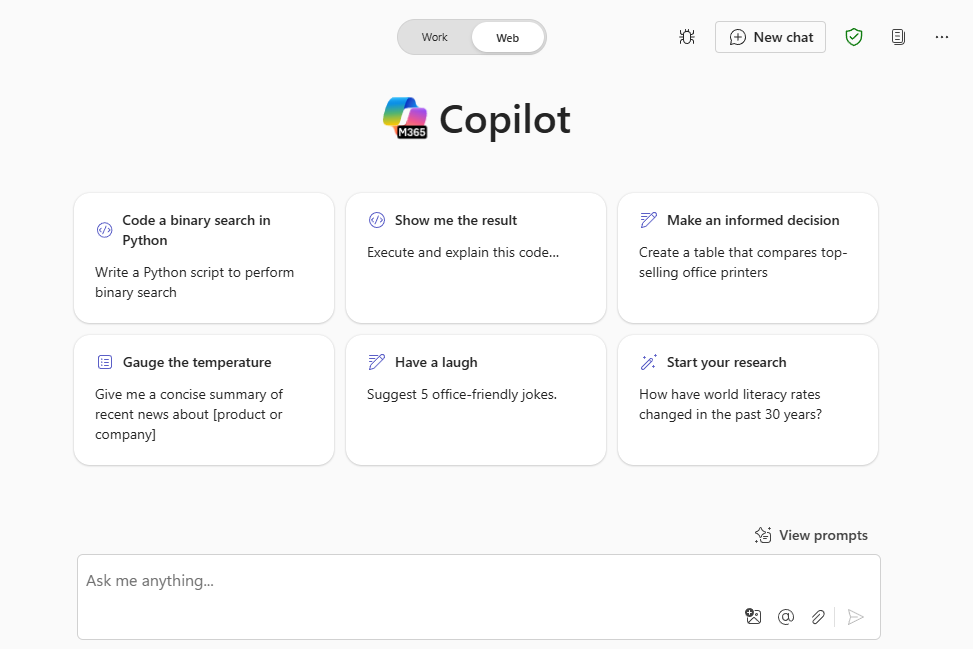 Work
Web
New chat
M365
Copilot
Code a binary search in
Python
Write a Python script to perform
binary search
Show me the result
Execute and explain this code...
Make an informed decision
Create a table that compares top-
selling office printers
Gauge the temperature
Give me a concise summary of
recent news about [product or
company]
Have a laugh
Suggest 5 office-friendly jokes.
Start your research
How have world literacy rates
changed in the past 30 years?
View prompts
Ask me anything...